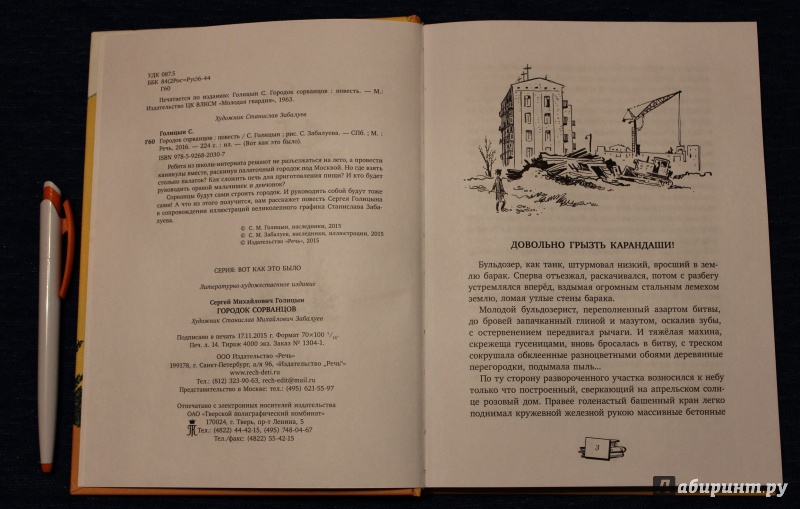 УДК 087.5
ББК 84(2Рос=Рус)6-44
Г60
Печатается по изданию: Голицын С. Городок сорванцов : повесть. — М.:
Издательство ЦК ВЛКСМ «Молодая гвардия», 1963.
Художник Станислав Забалуев
Голицын С.
Г60 Городок сорванцов : повесть / С. Голицын ; рис. С. Забалуева. — СПб. ; М. :
Речь, 2016. — 224 с. : ил. — (Вот как это было).
ISBN 978-5-9268-2030-7
Ребята из школы-интерната решают не разъезжаться на лето, а провести
каникулы вместе, раскинув палаточный городок под Москвой. Но где взять
столько палаток? Как сложить печь для приготовления пищи? И кто будет
руководить оравой мальчишек и девчонок?
Сорванцы будут сами строить городок. И руководить собой будут тоже
сами! А что из этого получится, вам расскажет повесть Сергея Голицына
в сопровождении иллюстраций великолепного графика Станислава Заба-
луева.
© С. М. Голицын, наследники, 2015
© С. М. Забалуев, наследники, иллюстрации, 2015
© Издательство «Речь», 2015
СЕРИЯ: ВОТ КАК ЭТО БЫЛО
Литературно-художественное издание
Сергей Михайлович Голицын
ГОРОДОК СОРВАНЦОВ
Художник Станислав Михайлович Забалуев
Подписано в печать 17.11.2015 г. Формат 70×100 1/16.
Печ. л. 14. Тираж 4000 экз. Заказ № 1304-1.
ООО Издательство «Речь»
199178, г. Санкт-Петербург, а/я 96, «Издательство „Речь"»
www.rech-deti.ru
Тел.: (812) 323-90-63, rech-edit@mail.ru
Представительство в Москве: тел.: (495) 621-55-97
Отпечатано с электронных носителей издательства
ОАО «Тверской полиграфический комбинат»
170024, г. Тверь, пр-т Ленина, 5
Тел.: (4822) 44-42-15, (495) 748-04-67
Тел./факс: (4822) 55-42-15
ДОВОЛЬНО ГРЫЗТЬ КАРАНДАШИ!
Бульдозер, как танк, штурмовал низкий, вросший в зем-
лю барак. Сперва отъезжал, раскачивался, потом с разбегу
устремлялся вперёд, вздымая огромным стальным лемехом
землю, ломая утлые стены барака.
Молодой бульдозерист, переполненный азартом битвы,
до бровей запачканный глиной и мазутом, оскалив зубы,
с остервенением передвигал рычаги. И тяжёлая махина,
скрежеща гусеницами, вновь бросалась в битву, с треском
сокрушала обклеенные разноцветными обоями деревянные
перегородки, подымала пыль...
По ту сторону развороченного участка возносился к небу
только что построенный, сверкающий на апрельском солн-
це розовый дом. Правее голенастый башенный кран легко
поднимал кружевной железной рукою массивные бетонные
3
Лабиринт.ру